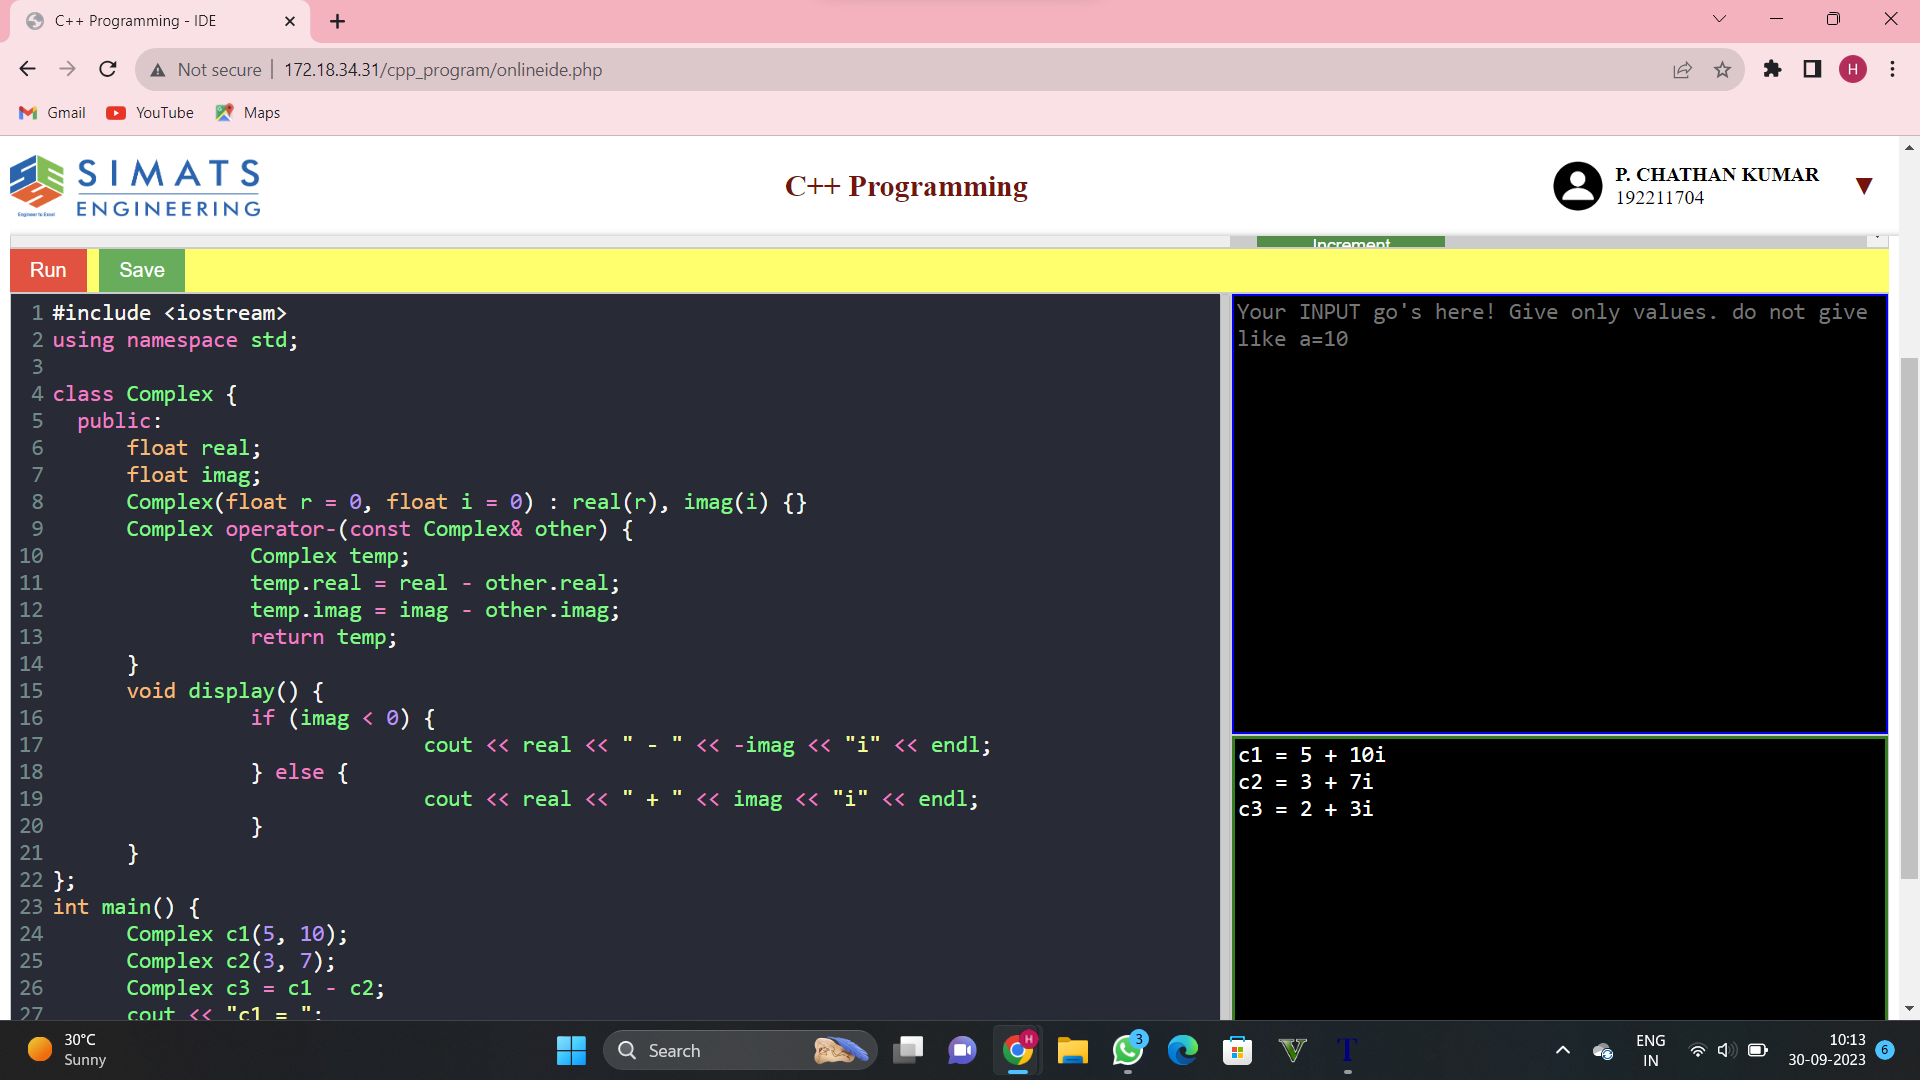 C++ Programming - IDE
Not secure
172.18.34.31/cpp_program/onlineide.php
H
Gmail
YouTube
Maps
SIMATS
ENGINEERING
Engineer to Excel
C++ Programming
P. CHATHAN KUMAR
192211704
Increment
Run
Save
1 #include <iostream>
2 using namespace std;
3
4 class Complex {
5   public:
6       float real;
7       float imag;
8       Complex(float r = 0, float i = 0) : real(r), imag(i) {}
9       Complex operator-(const Complex& other) {
10                 Complex temp;
11                 temp.real = real - other.real;
12                 temp.imag = imag - other.imag;
13                 return temp;
14       }
15       void display() {
16                 if (imag < 0) {
17                               cout << real << " - " << -imag << "i" << endl;
18                 } else {
19                               cout << real << " + " << imag << "i" << endl;
20                 }
21       }
22 };
23 int main() {
24       Complex c1(5, 10);
25       Complex c2(3, 7);
26       Complex c3 = c1 - c2;
27       cout << "c1 = ";
Your INPUT go's here! Give only values. do not give
like a=10
c1 = 5 + 10i
c2 = 3 + 7i
c3 = 2 + 3i
30°C
Sunny
Search
H
3
V
T
ENG
IN
10:13
30-09-2023
6